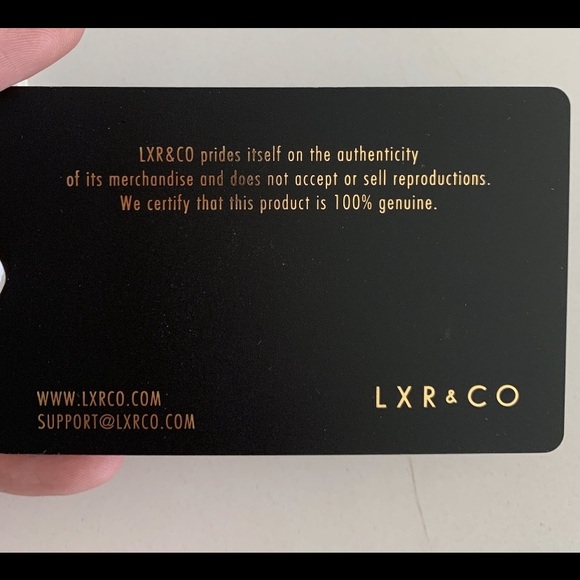 LXR&CO prides itself on the authenticity
of its merchandise and does not accept or sell reproductions.
We certify that this product is 100% genuine.
WWW.LXRCO.COM
SUPPORT@LXRCO.COM
LXR&CO